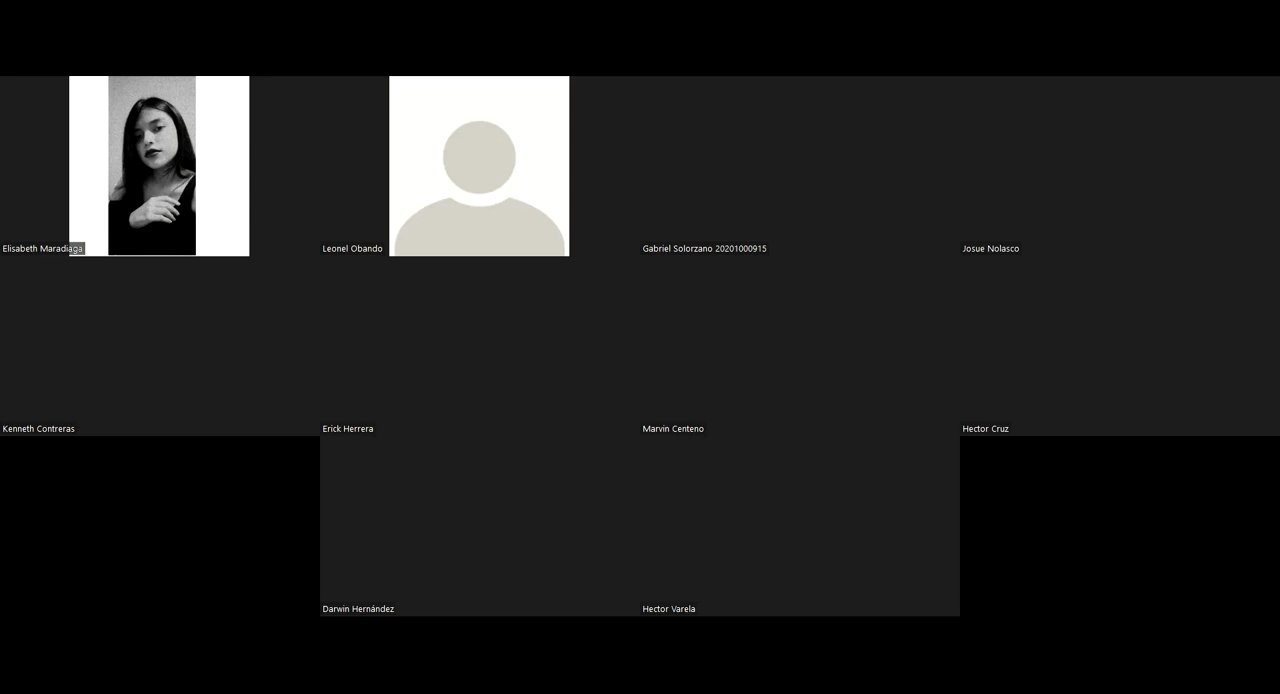 Elisabeth Maradiaga
Leonel Obando
Gabriel Solorzano 20201000915
Josue Nolasco
Kenneth Contreras
Erick Herrera
Marvin Centeno
Hector Cruz
Darwin Hernández
Hector Varela